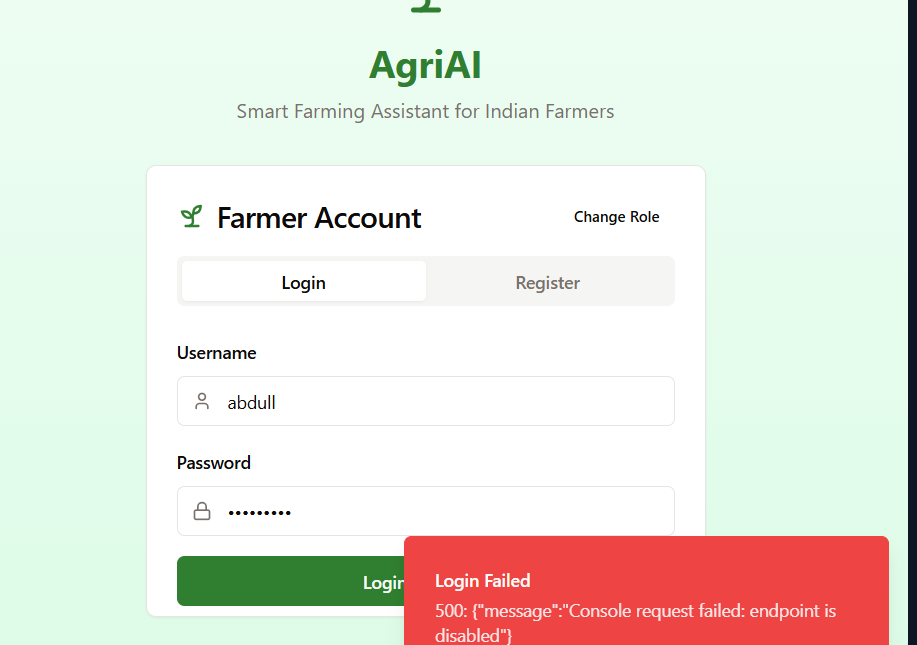 AgriAI
Smart Farming Assistant for Indian Farmers
Farmer Account
Change Role
Login
Register
Username
abdull
Password
•••••••••
Login
Login Failed
500: {"message":"Console request failed: endpoint is
disabled"}